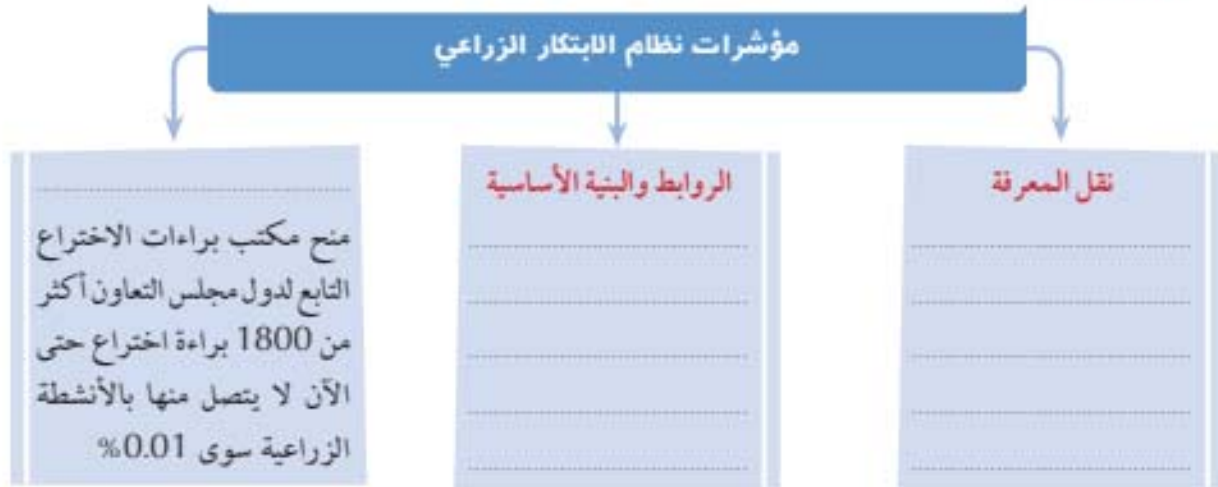 مؤشرات نظام الابتكار الزراعي
نقل المعرفة
الروابط والبنية الأساسية
منح مكتب براءات الاختراع
التابع لدول مجلس التعاون أكثر
من 1800 براءة اختراع حتى
الآن لا يتصل منها بالأنشطة
الزراعية سوى 0.01%